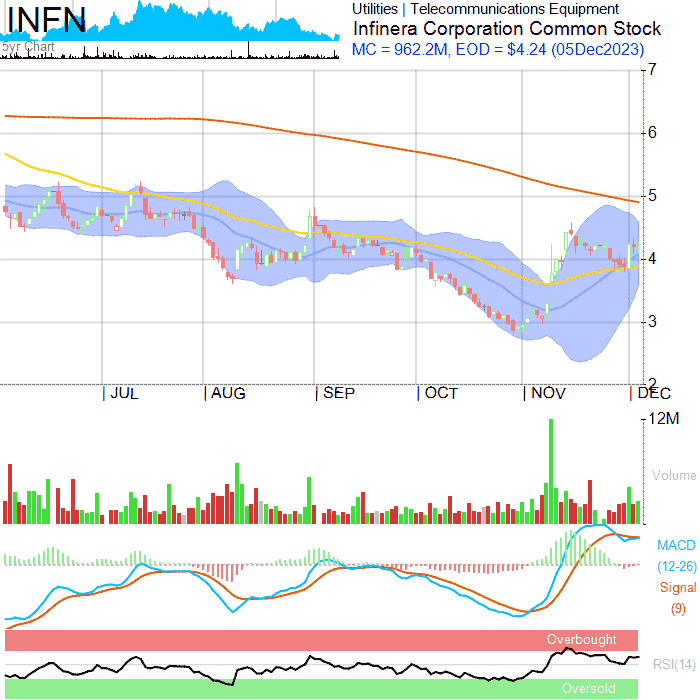 INFN
5yr Chart
Utilities | Telecommunications Equipment
Infinera Corporation Common Stock
MC = 962.2M, EOD = $4.24 (05Dec2023)
7
6
5
4
3
2
JUL AUG SEP OCT NOV DEC
12M
Volume
MACD
(12-26)
Signal
(9)
Overbought
RSI(14)
Oversold